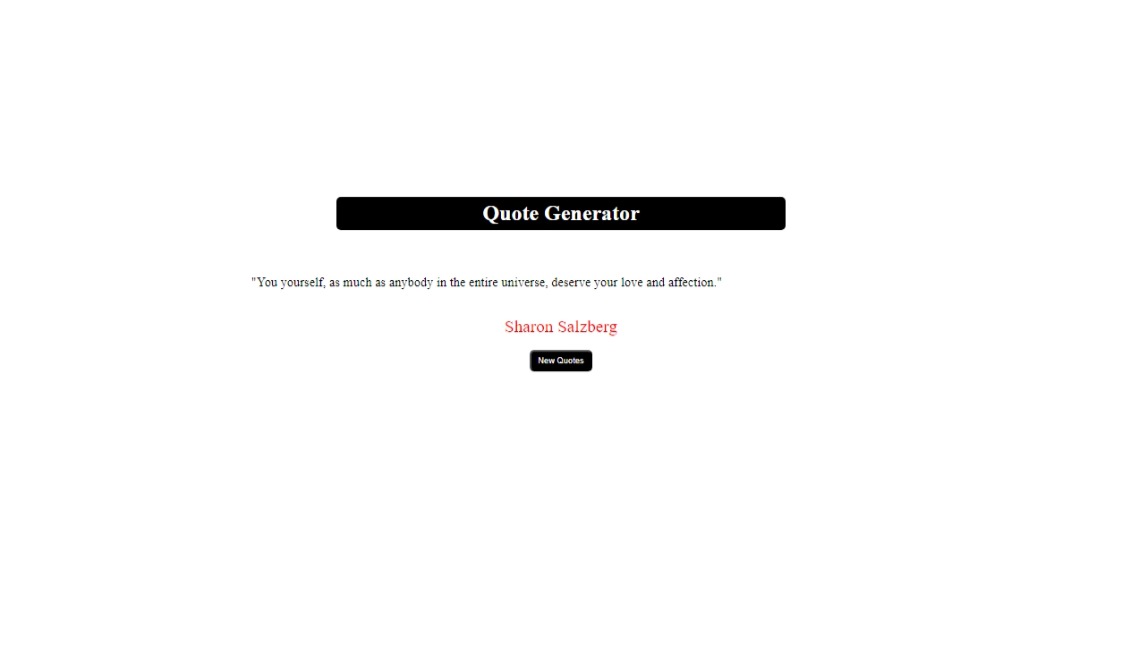 Quote Generator
"You yourself, as much as anybody in the entire universe, deserve your love and affection."
Sharon Salzberg
New Quotes